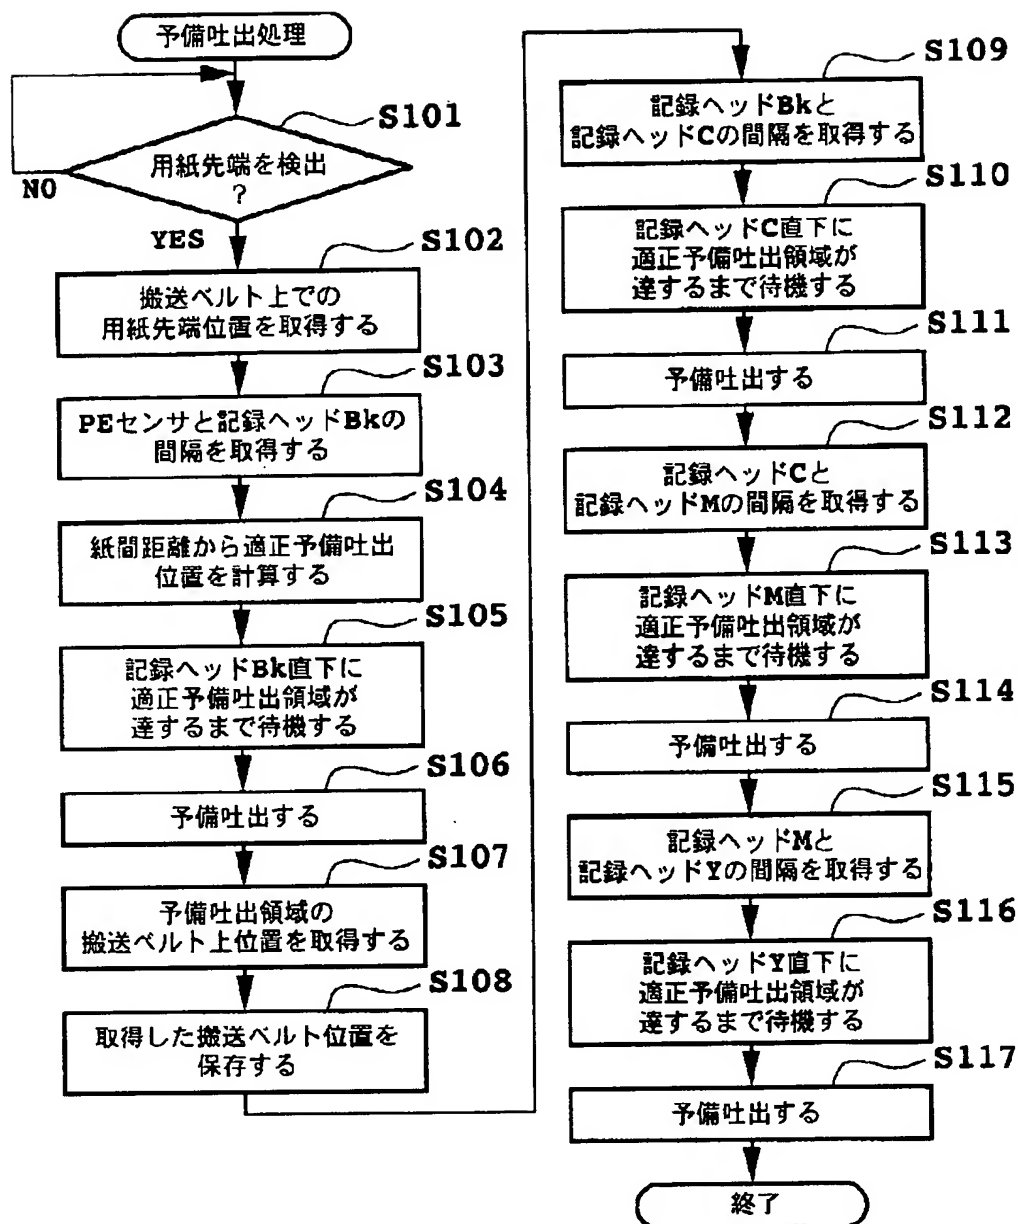 予備吐出処理
S101
用紙先端を検出
?
NO
YES
S102
搬送ベルト上での
用紙先端位置を取得する
S103
PEセンサと記録ヘッドBkの
間隔を取得する
S104
紙間距離から適正予備吐出
位置を計算する
S105
記録ヘッドBk直下に
適正予備吐出領域が
達するまで待機する
S106
予備吐出する
S107
予備吐出領域の
搬送ベルト上位置を取得する
S108
取得した搬送ベルト位置を
保存する
S109
記録ヘッドBkと
記録ヘッドCの間隔を取得する
S110
記録ヘッドC直下に
適正予備吐出領域が
達するまで待機する
S111
予備吐出する
S112
記録ヘッドCと
記録ヘッドMの間隔を取得する
S113
記録ヘッドM直下に
適正予備吐出領域が
達するまで待機する
S114
予備吐出する
S115
記録ヘッドMと
記録ヘッドYの間隔を取得する
S116
記録ヘッドY直下に
適正予備吐出領域が
達するまで待機する
S117
予備吐出する
終了